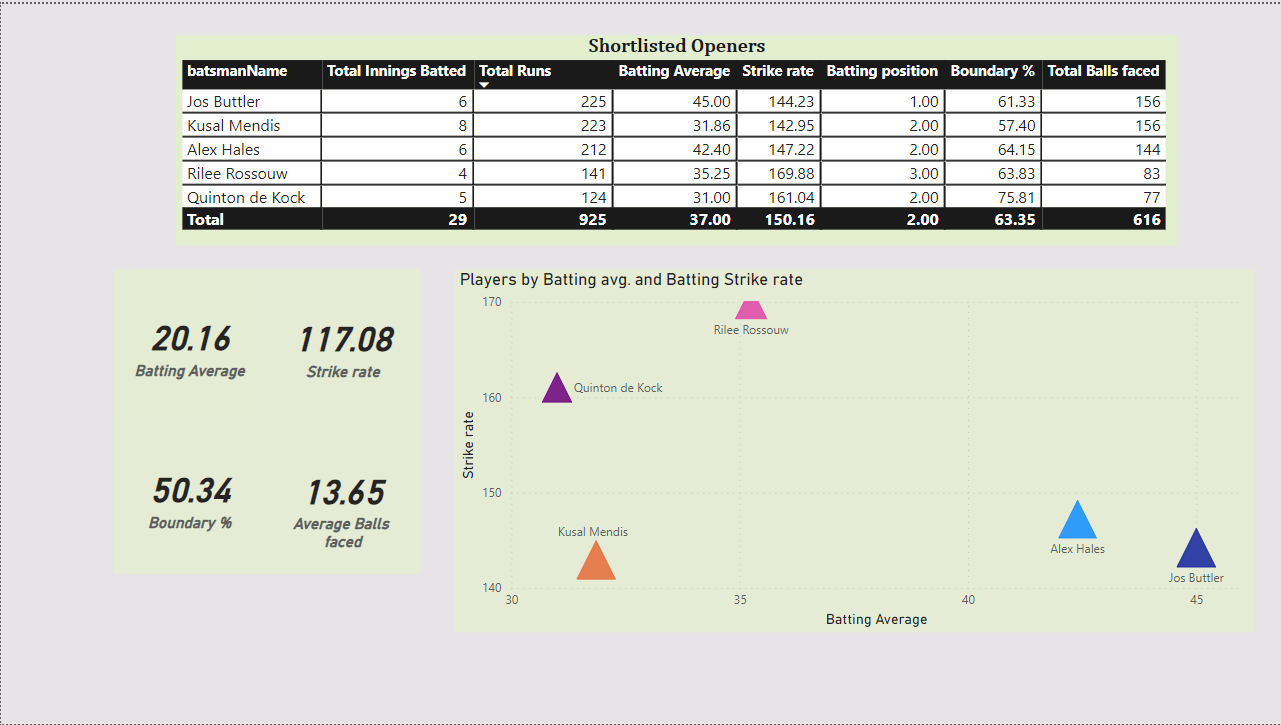 Shortlisted Openers
batsmanName Total Innings Batted Total Runs Batting Average Strike rate Batting position Boundary % Total Balls faced
Jos Buttler 6 225 45.00 144.23 1.00 61.33 156
Kusal Mendis 8 223 31.86 142.95 2.00 57.40 156
Alex Hales 6 212 42.40 147.22 2.00 64.15 144
Rilee Rossouw 4 141 35.25 169.88 3.00 63.83 83
Quinton de Kock 5 124 31.00 161.04 2.00 75.81 77
Total 29 925 37.00 150.16 2.00 63.35 616
20.16 117.08
Batting Average Strike rate
50.34 13.65
Boundary % Average Balls
faced
Players by Batting avg. and Batting Strike rate
170
Rilee Rossouw
160
Quinton de Kock
Strike rate
150
Kusal Mendis
Alex Hales
Jos Buttler
140
30 35 40 45
Batting Average